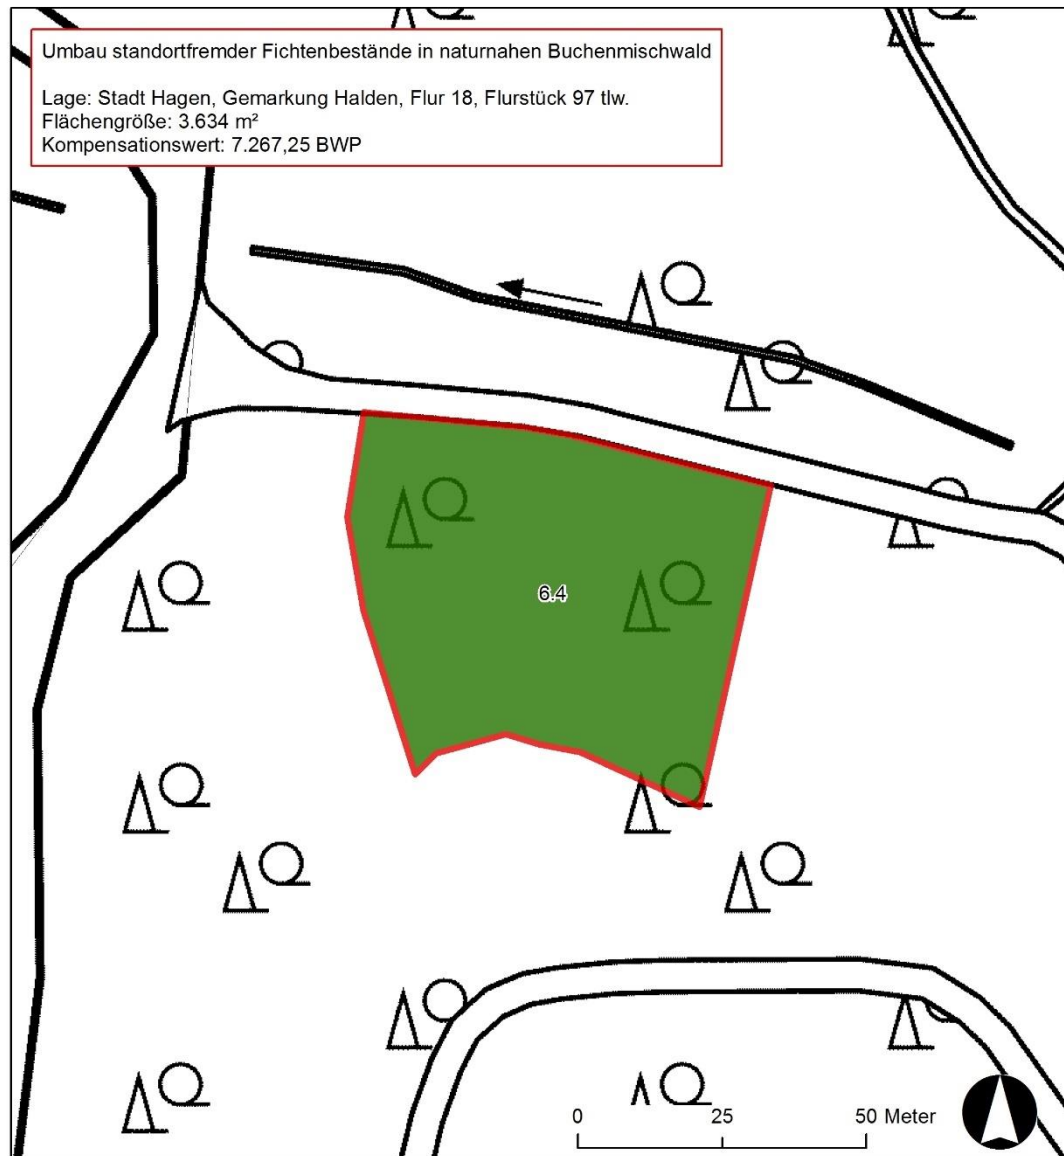 Umbau standortfremder Fichtenbestände in naturnahen Buchenmischwald
Lage: Stadt Hagen, Gemarkung Halden, Flur 18, Flurstück 97 tlw.
Flächengröße: 3.634 m²
Kompensationswert: 7.267,25 BWP
6.4
0 25 50 Meter